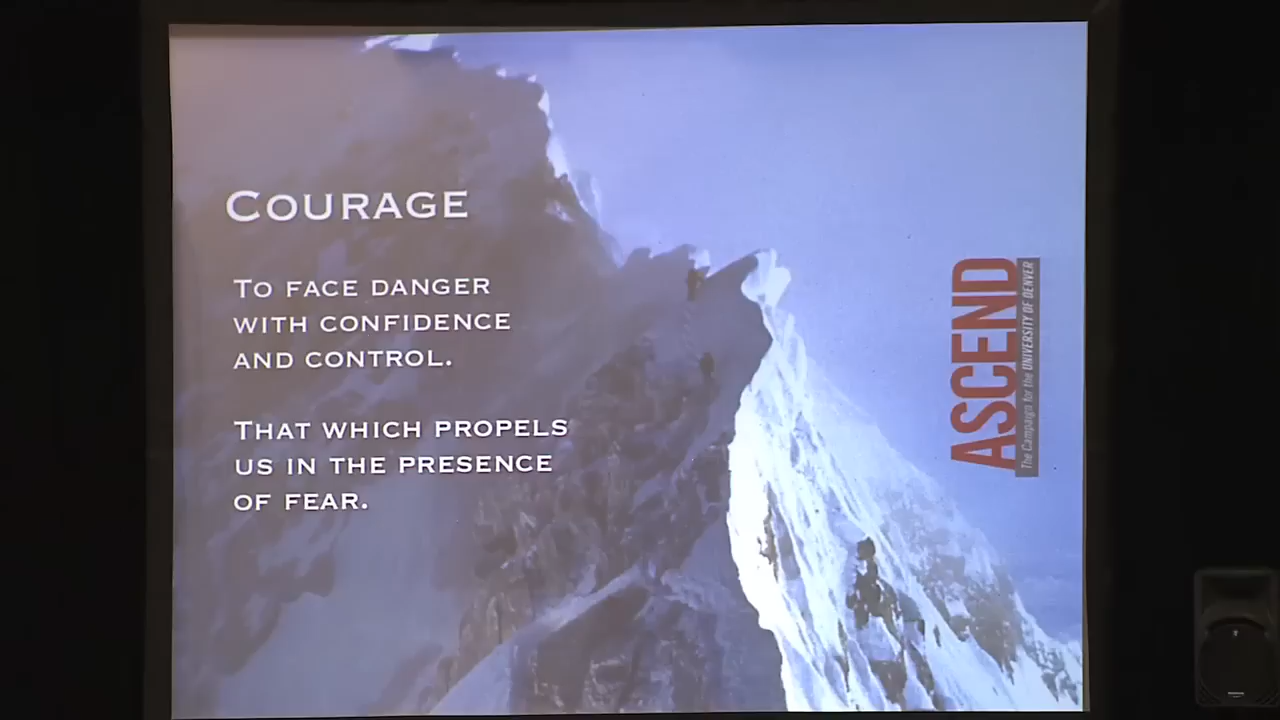 COURAGE
TO FACE DANGER
WITH CONFIDENCE
AND CONTROL.
THAT WHICH PROPELS
US IN THE PRESENCE
OF FEAR.
ASCEND
The Campaign for the UNIVERSITY OF DENVER